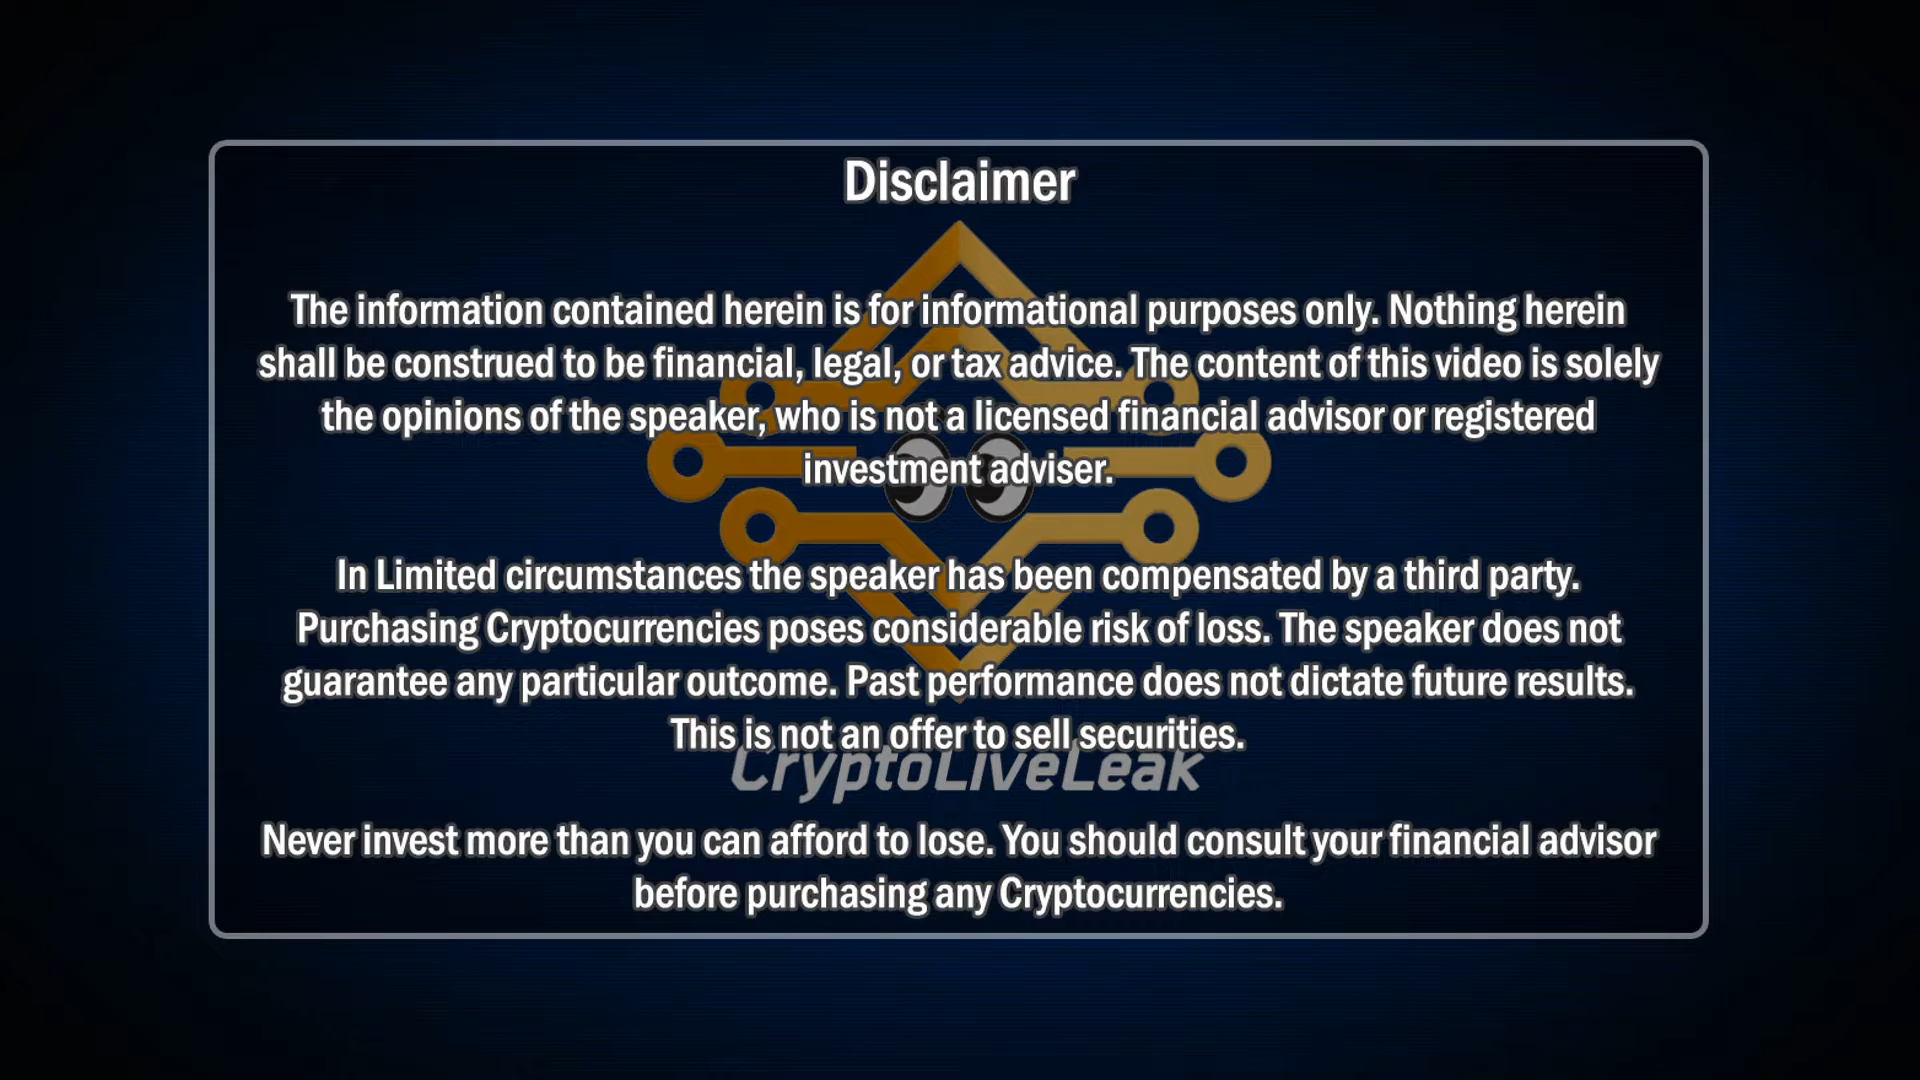 Disclaimer
The information contained herein is for informational purposes only. Nothing herein
shall be construed to be financial, legal, or tax advice. The content of this video is solely
the opinions of the speaker, who is not a licensed financial advisor or registered
investment adviser.
In Limited circumstances the speaker has been compensated by a third party.
Purchasing Cryptocurrencies poses considerable risk of loss. The speaker does not
guarantee any particular outcome. Past performance does not dictate future results.
This is not an offer to sell securities.
CryptoLiveLeak
Never invest more than you can afford to lose. You should consult your financial advisor
before purchasing any Cryptocurrencies.